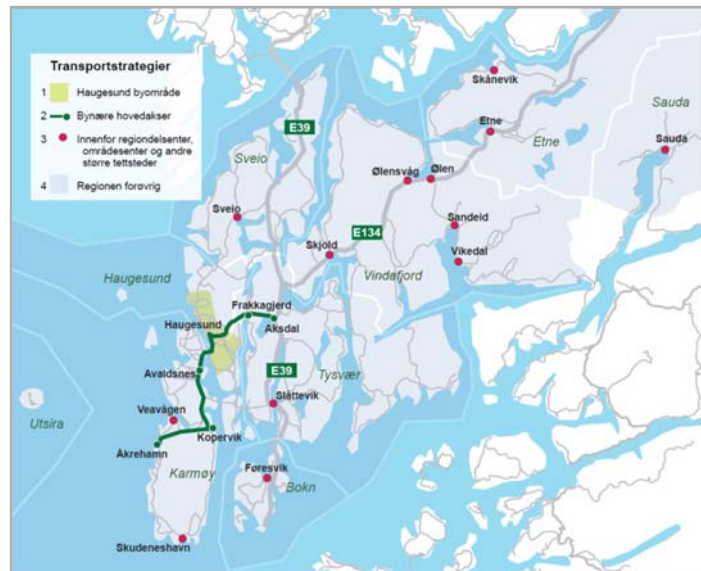 Transportstrategier
1 Haugesund byområde
2 Bynære hovedakser
3 Innenfor regiondelsenter,
områdesenter og andre
større tettsteder
4 Regionen forøvrig
Skånevik
E39
Etne
Etne
Sauda
Sauda
Sveio
Ølensvåg
Ølen
Sveio
Sandeid
E134
Skjold
Vikedal
Haugesund
Vindafjord
Frakkagjerd
Haugesund
Aksdal
Avaldsnes
E39
Tysvær
Slåttevik
Utsira
Veavågen
Kopervik
Åkrehamn
Karmøy
Føresvik
Bokn
Skudeneshavn